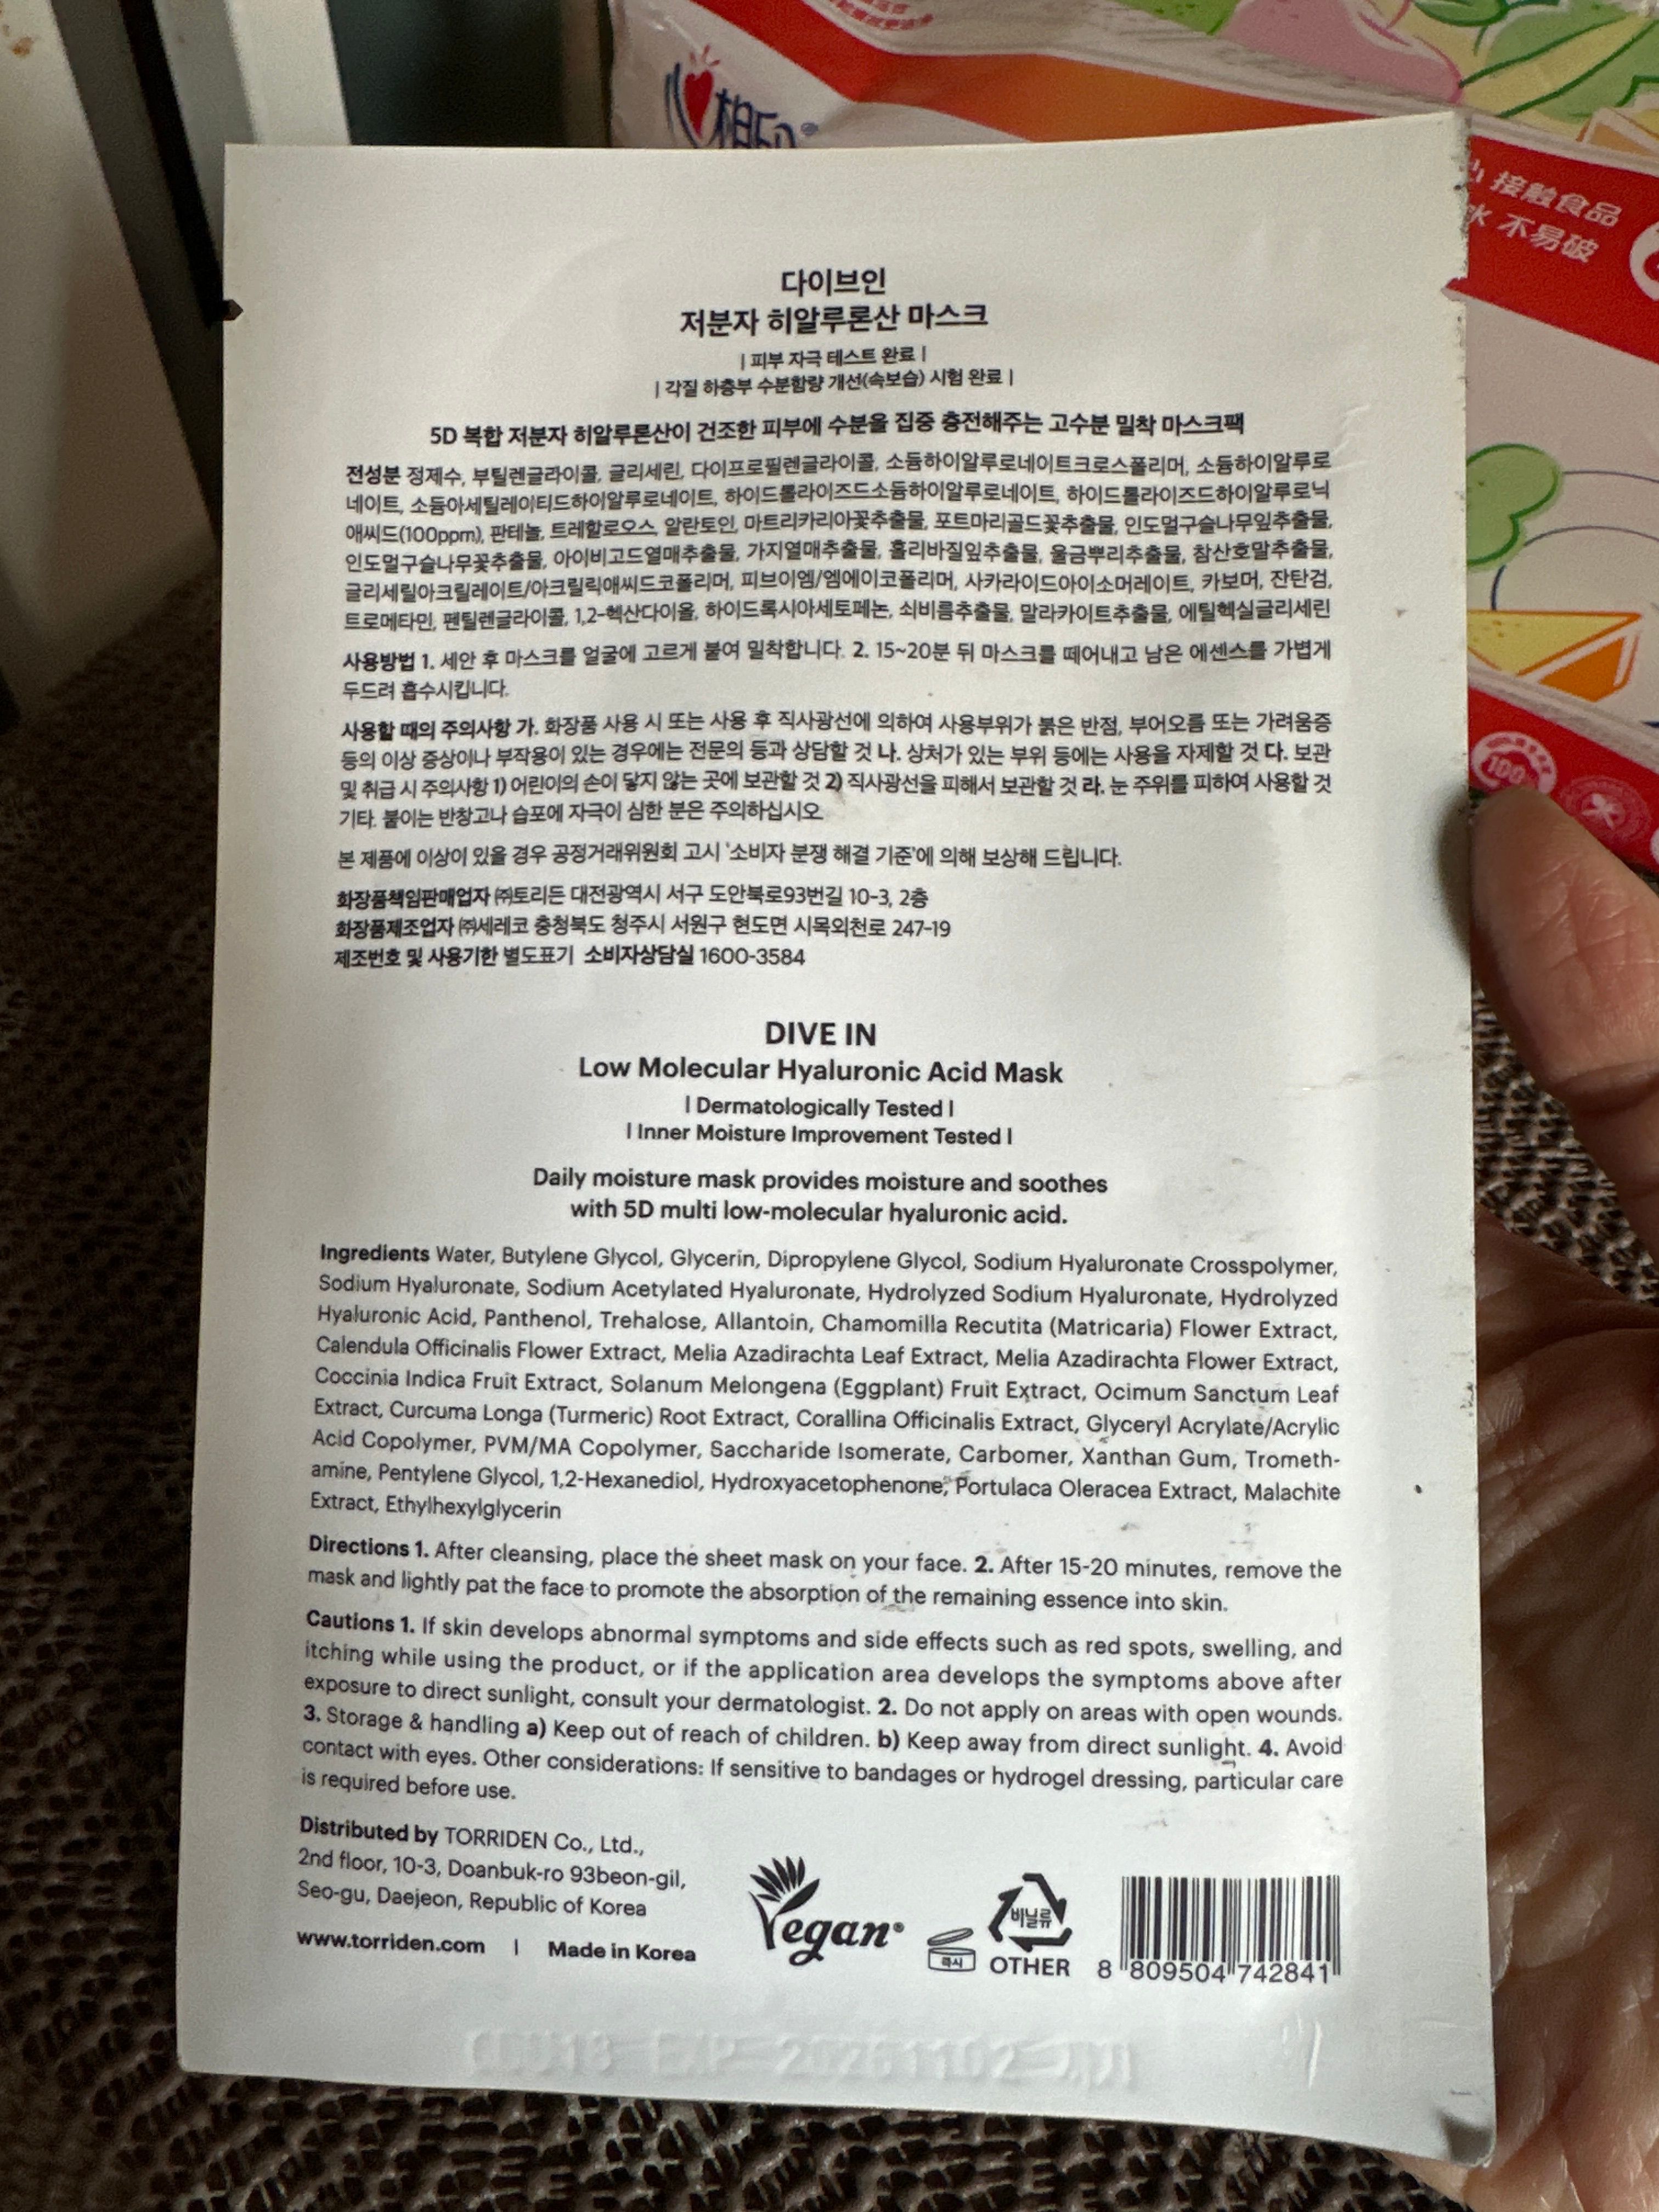 心相印
接触食品
水 不易破
100
다이브인
저분자 히알루론산 마스크
| 피부 자극 테스트 완료 |
| 각질 하층부 수분함량 개선(속보습) 시험 완료 |
5D 복합 저분자 히알루론산이 건조한 피부에 수분을 집중 충전해주는 고수분 밀착 마스크팩
전성분 정제수, 부틸렌글라이콜, 글리세린, 다이프로필렌글라이콜, 소듐하이알루로네이트크로스폴리머, 소듐하이알루로
네이트, 소듐아세틸레이티드하이알루로네이트, 하이드롤라이즈드소듐하이알루로네이트, 하이드롤라이즈드하이알루로닉
애씨드(100ppm), 판테놀, 트레할로오스, 알란토인, 마트리카리아꽃추출물, 포트마리골드꽃추출물, 인도멀구슬나무잎추출물,
인도멀구슬나무꽃추출물, 아이비고드열매추출물, 가지열매추출물, 홀리바질잎추출물, 울금뿌리추출물, 참산호말추출물,
글리세릴아크릴레이트/아크릴릭애씨드코폴리머, 피브이엠/엠에이코폴리머, 사카라이드아이소머레이트, 카보머, 잔탄검,
트로메타민, 펜틸렌글라이콜, 1,2-헥산다이올, 하이드록시아세토페논, 쇠비름추출물, 말라카이트추출물, 에틸헥실글리세린
사용방법 1. 세안 후 마스크를 얼굴에 고르게 붙여 밀착합니다. 2. 15~20분 뒤 마스크를 떼어내고 남은 에센스를 가볍게
두드려 흡수시킵니다.
사용할 때의 주의사항 가. 화장품 사용 시 또는 사용 후 직사광선에 의하여 사용부위가 붉은 반점, 부어오름 또는 가려움증
등의 이상 증상이나 부작용이 있는 경우에는 전문의 등과 상담할 것 나. 상처가 있는 부위 등에는 사용을 자제할 것 다. 보관
및 취급 시 주의사항 1) 어린이의 손이 닿지 않는 곳에 보관할 것 2) 직사광선을 피해서 보관할 것 라. 눈 주위를 피하여 사용할 것
기타. 붙이는 반창고나 습포에 자극이 심한 분은 주의하십시오
본 제품에 이상이 있을 경우 공정거래위원회 고시 '소비자 분쟁 해결 기준'에 의해 보상해 드립니다.
화장품책임판매업자 ㈜토리든 대전광역시 서구 도안북로93번길 10-3, 2층
화장품제조업자 ㈜세레코 충청북도 청주시 서원구 현도면 시목외천로 247-19
제조번호 및 사용기한 별도표기 소비자상담실 1600-3584
DIVE IN
Low Molecular Hyaluronic Acid Mask
| Dermatologically Tested |
| Inner Moisture Improvement Tested |
Daily moisture mask provides moisture and soothes
with 5D multi low-molecular hyaluronic acid.
Ingredients Water, Butylene Glycol, Glycerin, Dipropylene Glycol, Sodium Hyaluronate Crosspolymer,
Sodium Hyaluronate, Sodium Acetylated Hyaluronate, Hydrolyzed Sodium Hyaluronate, Hydrolyzed
Hyaluronic Acid, Panthenol, Trehalose, Allantoin, Chamomilla Recutita (Matricaria) Flower Extract,
Calendula Officinalis Flower Extract, Melia Azadirachta Leaf Extract, Melia Azadirachta Flower Extract,
Coccinia Indica Fruit Extract, Solanum Melongena (Eggplant) Fruit Extract, Ocimum Sanctum Leaf
Extract, Curcuma Longa (Turmeric) Root Extract, Corallina Officinalis Extract, Glyceryl Acrylate/Acrylic
Acid Copolymer, PVM/MA Copolymer, Saccharide Isomerate, Carbomer, Xanthan Gum, Trometh-
amine, Pentylene Glycol, 1,2-Hexanediol, Hydroxyacetophenone, Portulaca Oleracea Extract, Malachite
Extract, Ethylhexylglycerin
Directions 1. After cleansing, place the sheet mask on your face. 2. After 15-20 minutes, remove the
mask and lightly pat the face to promote the absorption of the remaining essence into skin.
Cautions 1. If skin develops abnormal symptoms and side effects such as red spots, swelling, and
itching while using the product, or if the application area develops the symptoms above after
exposure to direct sunlight, consult your dermatologist. 2. Do not apply on areas with open wounds.
3. Storage & handling a) Keep out of reach of children. b) Keep away from direct sunlight. 4. Avoid
contact with eyes. Other considerations: If sensitive to bandages or hydrogel dressing, particular care
is required before use.
Distributed by TORRIDEN Co., Ltd.,
2nd floor, 10-3, Doanbuk-ro 93beon-gil,
Seo-gu, Daejeon, Republic of Korea
www.torriden.com | Made in Korea
Vegan®
즉시
비닐류
OTHER
8 809504 742841
EXP 20261102